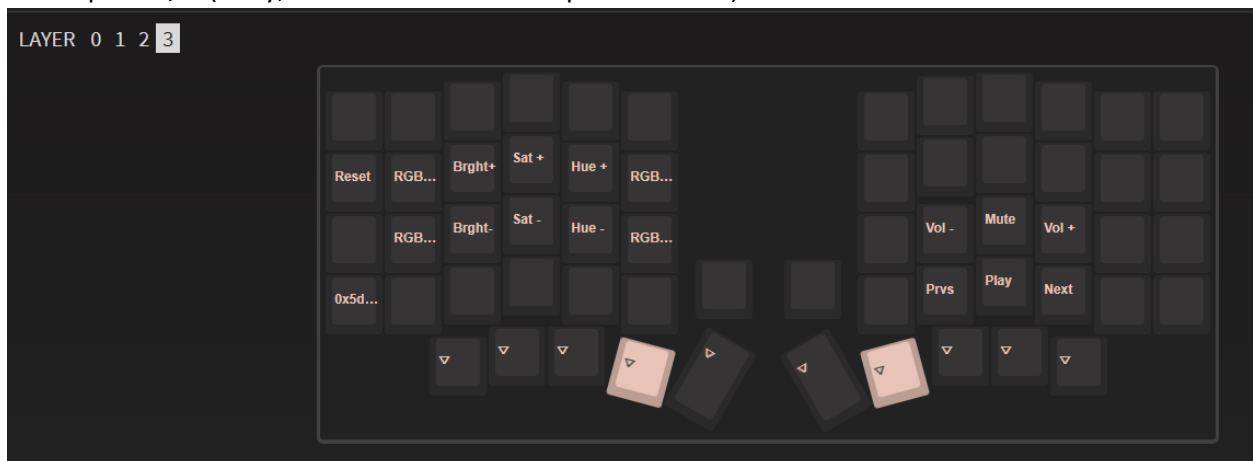 LAYER 0 1 2 3
Brght+ Sat + Hue +
Reset RGB... RGB...
Brght- Sat - Hue - Vol - Mute Vol +
RGB... RGB...
0x5d... Prvs Play Next